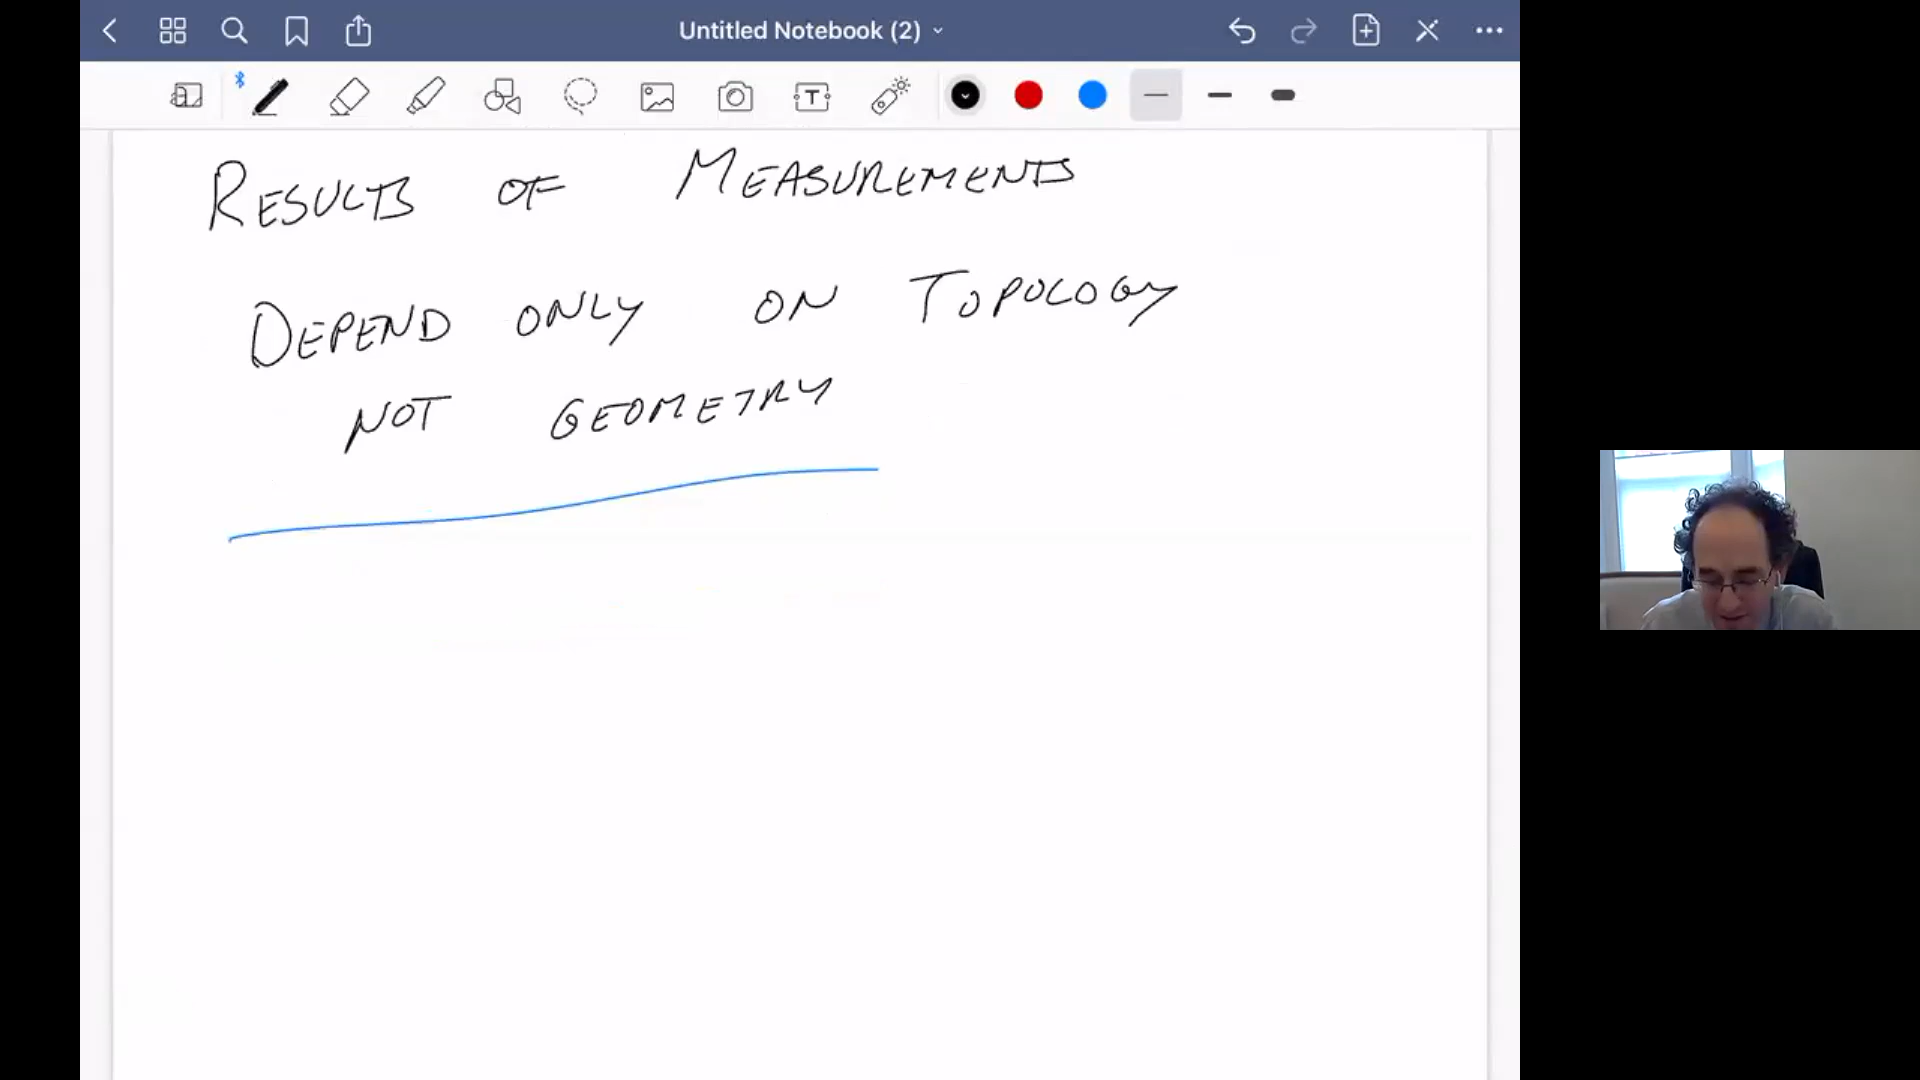 Untitled Notebook (2)
T
RESULTS OF MEASUREMENTS
DEPEND ONLY ON TOPOLOGY
NOT GEOMETRY